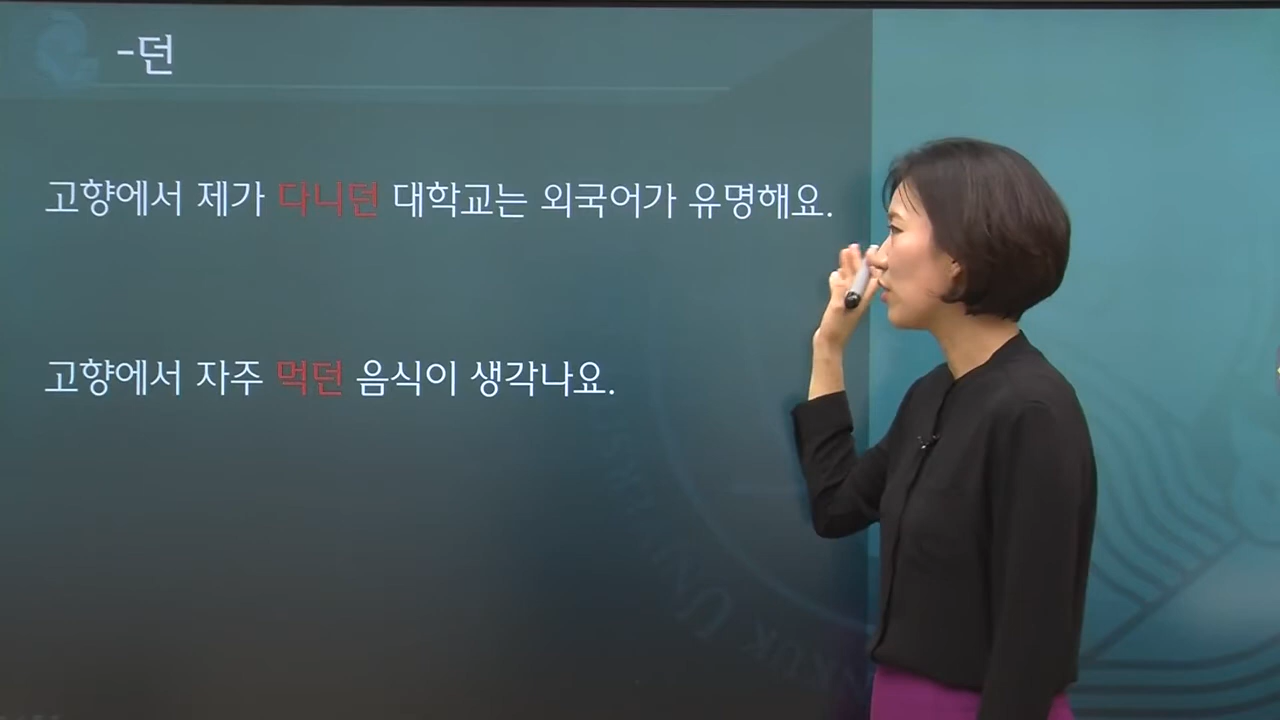 -던
고향에서 제가 다니던 대학교는 외국어가 유명해요.
고향에서 자주 먹던 음식이 생각나요.